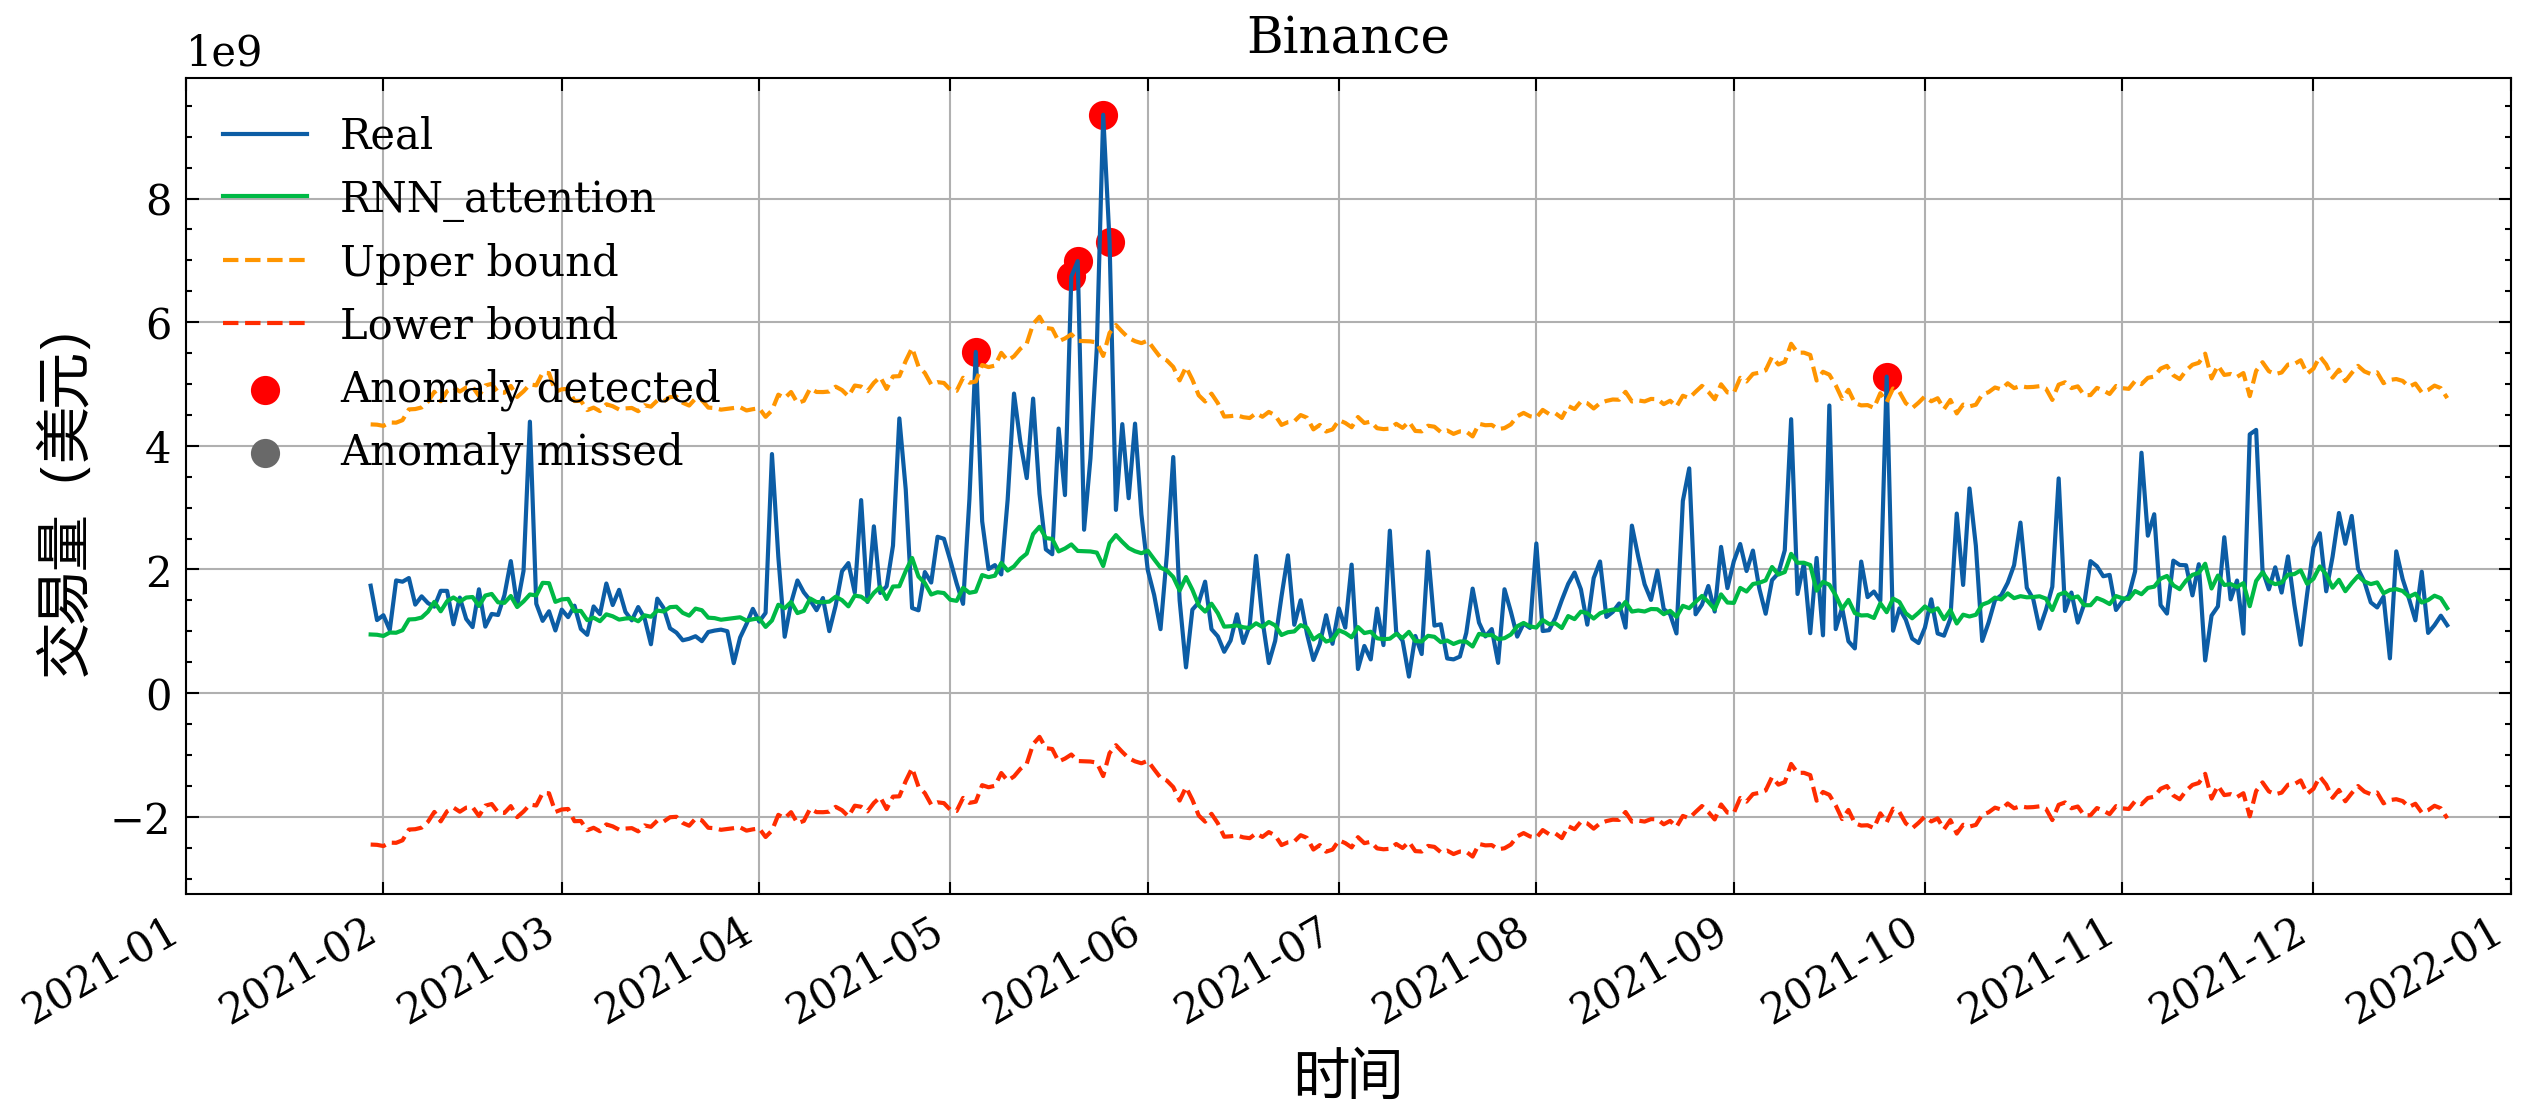 Binance
1e9
Real
RNN_attention
Upper bound
Lower bound
Anomaly detected
Anomaly missed
8
6
4
2
0
−2
交易量 (美元)
2021-01
2021-02
2021-03
2021-04
2021-05
2021-06
2021-07
2021-08
2021-09
2021-10
2021-11
2021-12
2022-01
时间